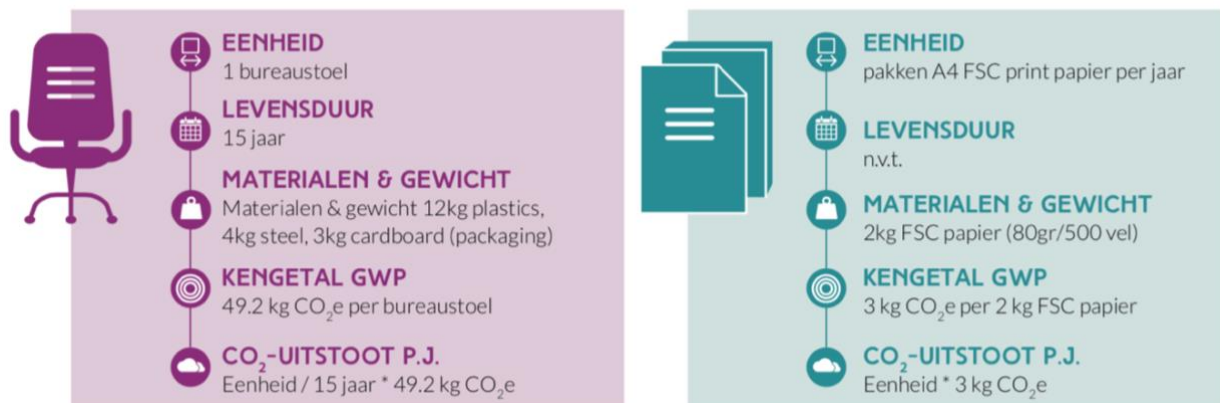 EENHEID
1 bureaustoel
LEVENSDUUR
15 jaar
MATERIALEN & GEWICHT
Materialen & gewicht 12kg plastics,
4kg steel, 3kg cardboard (packaging)
KENGETAL GWP
49.2 kg CO₂e per bureaustoel
CO₂-UITSTOOT P.J.
Eenheid / 15 jaar * 49.2 kg CO₂e
EENHEID
pakken A4 FSC print papier per jaar
LEVENSDUUR
n.v.t.
MATERIALEN & GEWICHT
2kg FSC papier (80gr/500 vel)
KENGETAL GWP
3 kg CO₂e per 2 kg FSC papier
CO₂-UITSTOOT P.J.
Eenheid * 3 kg CO₂e